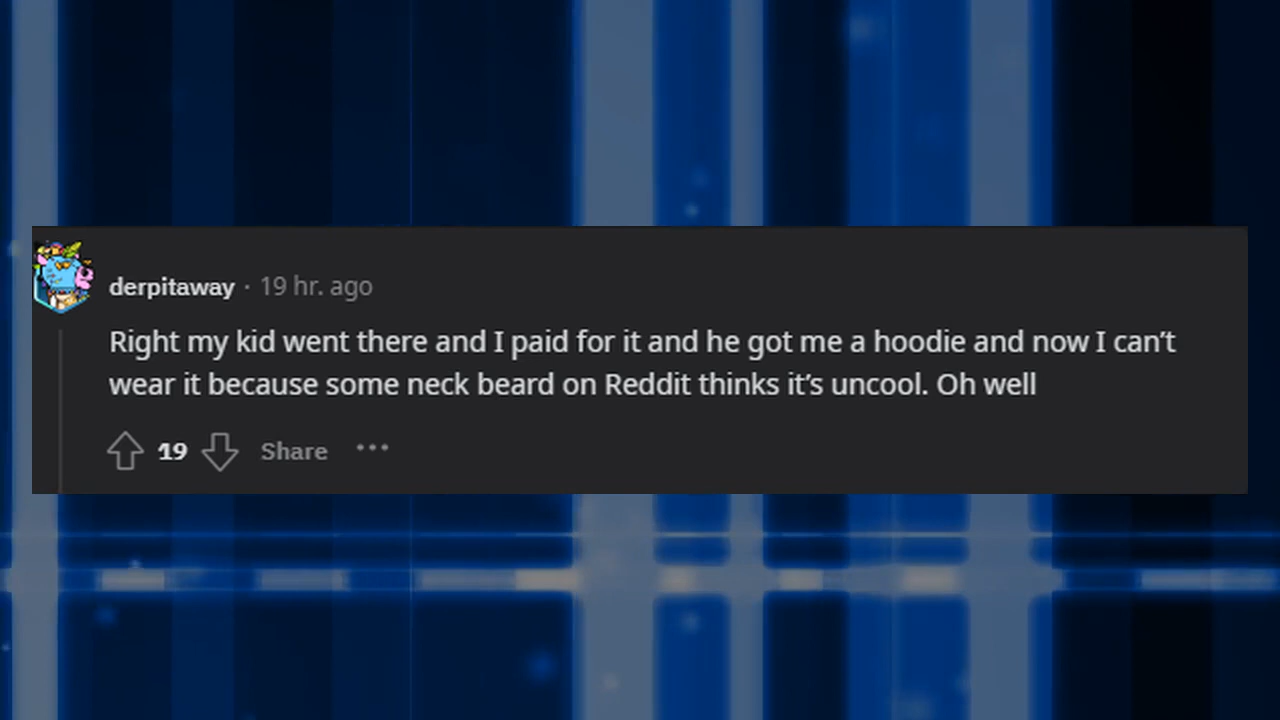 derpitaway · 19 hr. ago
Right my kid went there and I paid for it and he got me a hoodie and now I can’t
wear it because some neck beard on Reddit thinks it’s uncool. Oh well
19 Share ···